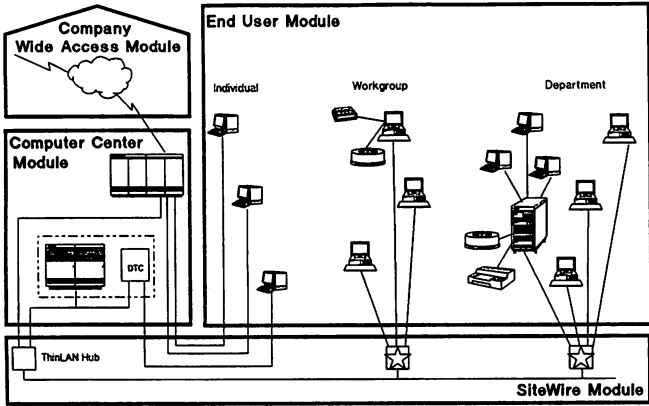 Company
Wide Access Module
End User Module
Individual
Workgroup
Department
Computer Center
Module
DTC
ThinLAN Hub
SiteWire Module